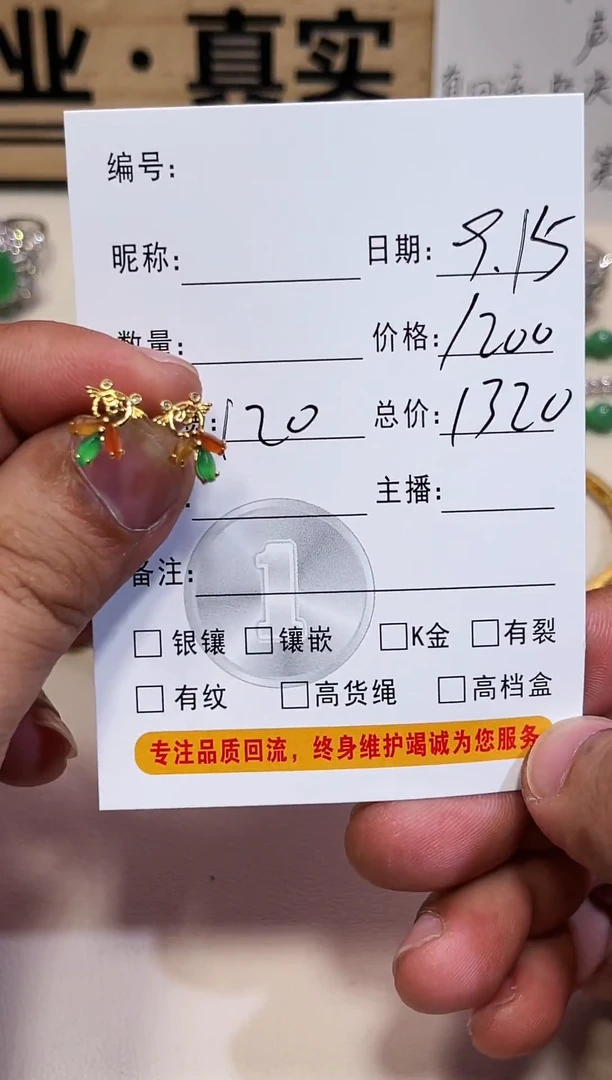 业·真实
编号:
昵称: 日期: 9.15
数量: 价格: 1200
: 120 总价: 1320
主播:
备注:
1
银镶 镶嵌 K金 有裂
有纹 高货绳 高档盒
专注品质回流，终身维护竭诚为您服务